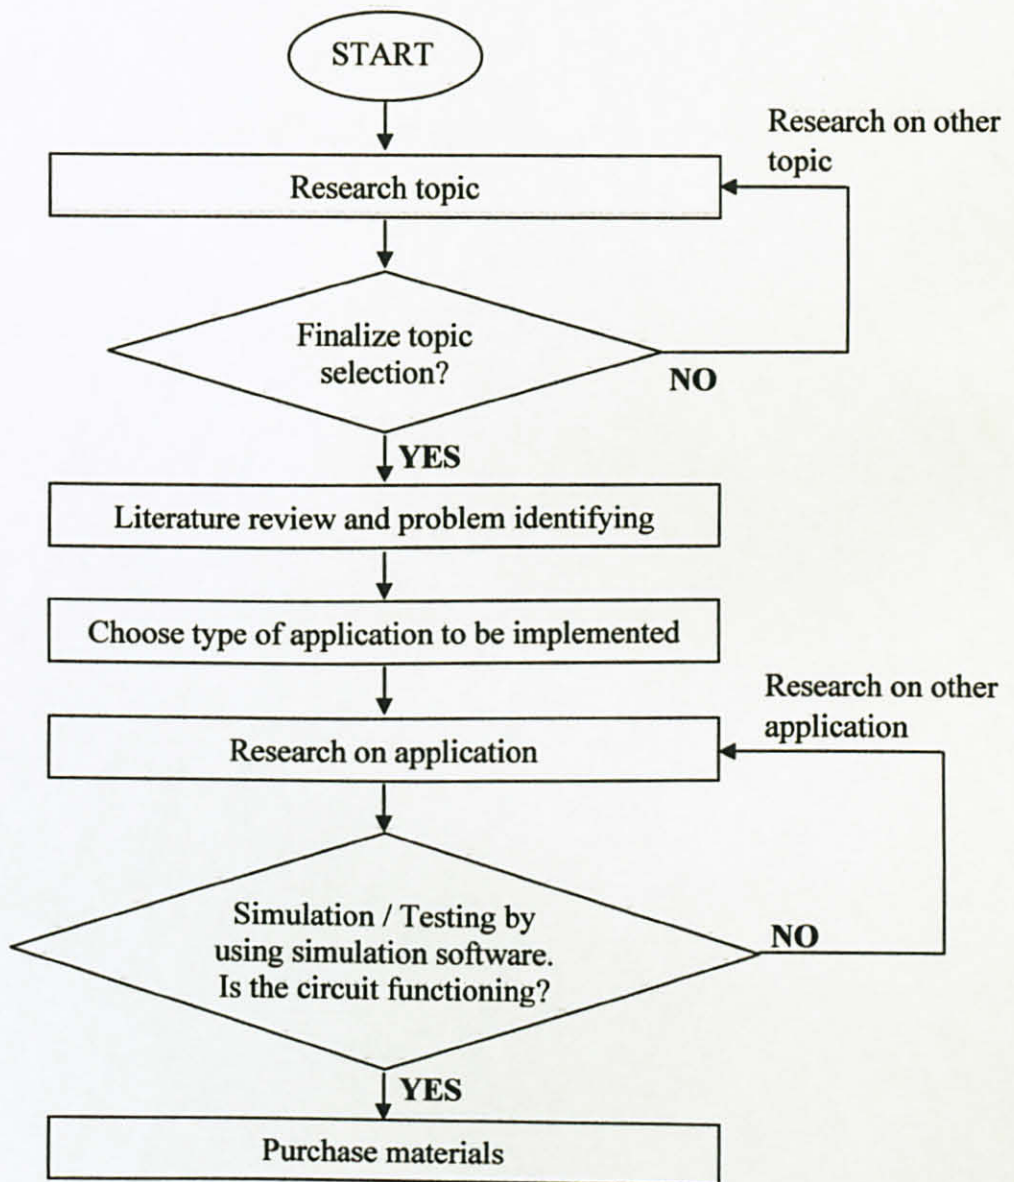 START
Research on other
topic
Research topic
Finalize topic
selection?
NO
YES
Literature review and problem identifying
Choose type of application to be implemented
Research on other
application
Research on application
Simulation / Testing by
using simulation software.
Is the circuit functioning?
NO
YES
Purchase materials